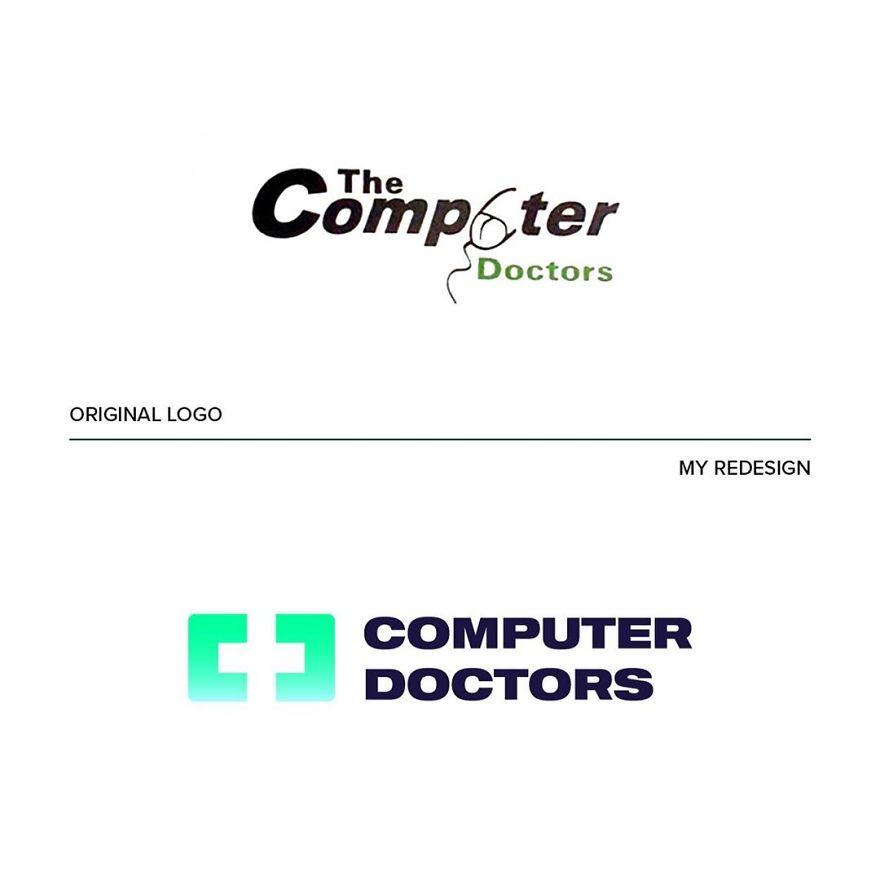 The
Computer
Doctors
ORIGINAL LOGO
MY REDESIGN
COMPUTER
DOCTORS